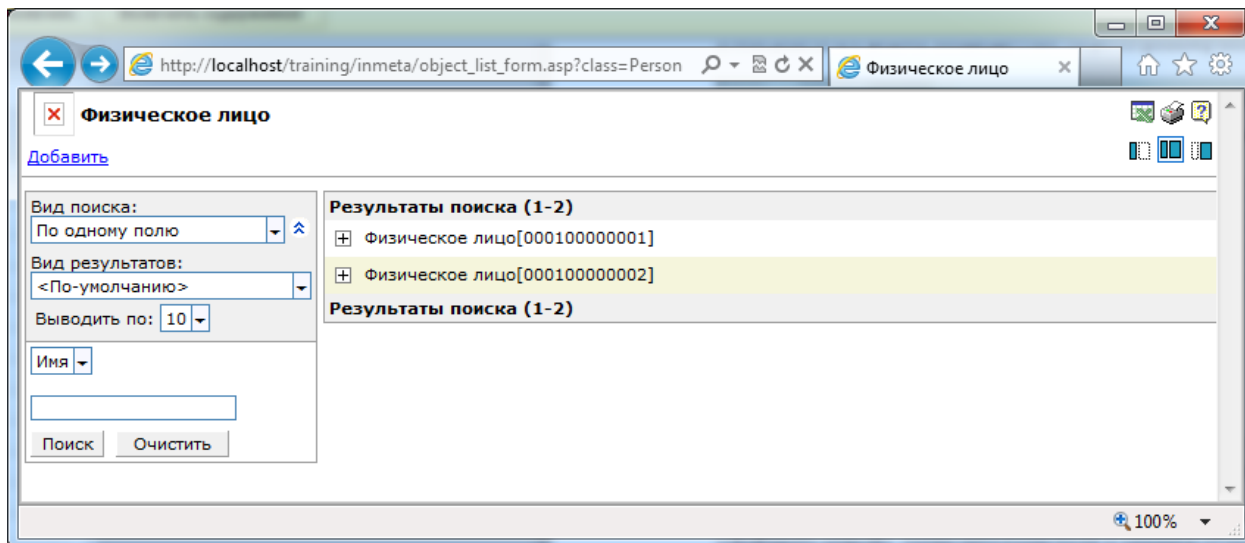 http://localhost/training/inmeta/object_list_form.asp?class=Person
Физическое лицо
Физическое лицо
Добавить
Вид поиска:
По одному полю
Вид результатов:
<По-умолчанию>
Выводить по: 10
Имя
Поиск Очистить
Результаты поиска (1-2)
Физическое лицо[000100000001]
Физическое лицо[000100000002]
Результаты поиска (1-2)
100%